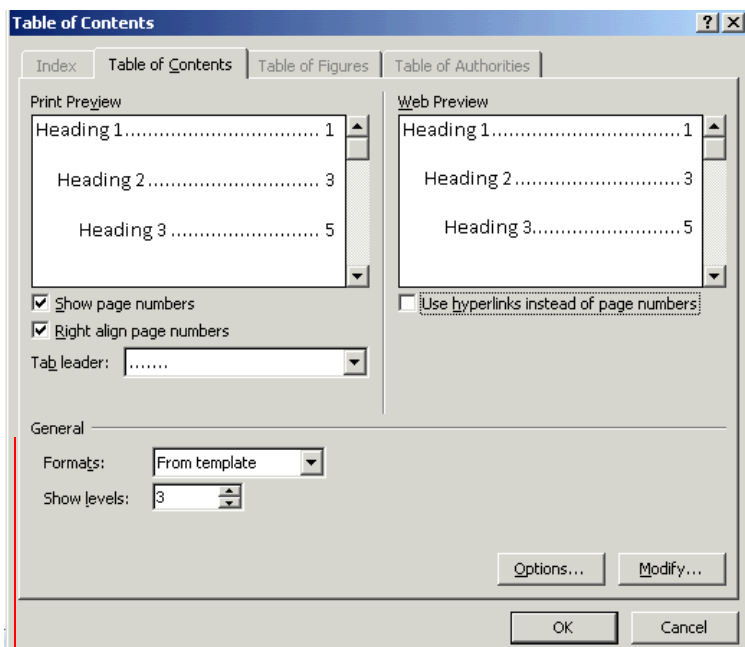 Table of Contents
Index Table of Contents Table of Figures Table of Authorities
Print Preview
Heading 1................................... 1
Heading 2............................... 3
Heading 3 ........................... 5
Web Preview
Heading 1...................................1
Heading 2...............................3
Heading 3...........................5
Show page numbers
Right align page numbers
Tab leader: .......
Use hyperlinks instead of page numbers
General
Formats: From template
Show levels: 3
Options... Modify...
OK Cancel